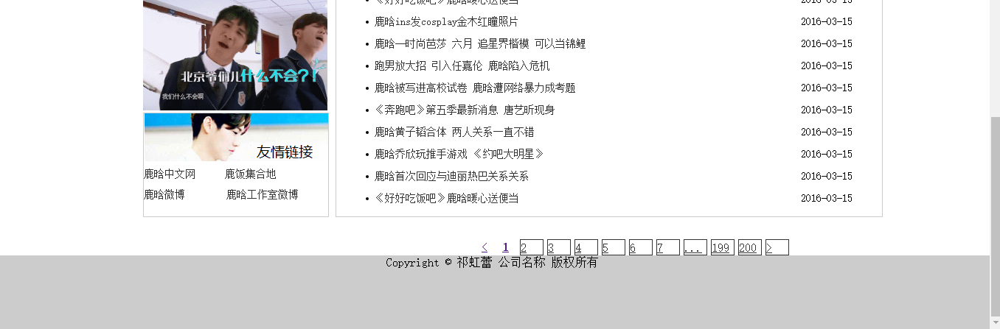 北京爷们儿什么不会?!
我们什么不会啊
友情链接
鹿晗中文网 鹿饭集合地
鹿晗微博 鹿晗工作室微博
《好好吃饭吧》鹿晗暖心送便当 2016-03-15
鹿晗ins发cosplay金木红瞳照片 2016-03-15
鹿晗一时尚芭莎 六月 追星界楷模 可以当锦鲤 2016-03-15
跑男放大招 引入任嘉伦 鹿晗陷入危机 2016-03-15
鹿晗被写进高校试卷 鹿晗遭网络暴力成考题 2016-03-15
《奔跑吧》第五季最新消息 唐艺昕现身 2016-03-15
鹿晗黄子韬合体 两人关系一直不错 2016-03-15
鹿晗乔欣玩推手游戏 《约吧大明星》 2016-03-15
鹿晗首次回应与迪丽热巴关系关系 2016-03-15
《好好吃饭吧》鹿晗暖心送便当 2016-03-15
< 1 2 3 4 5 6 7 ... 199 200 >
Copyright © 祁虹蕾 公司名称 版权所有